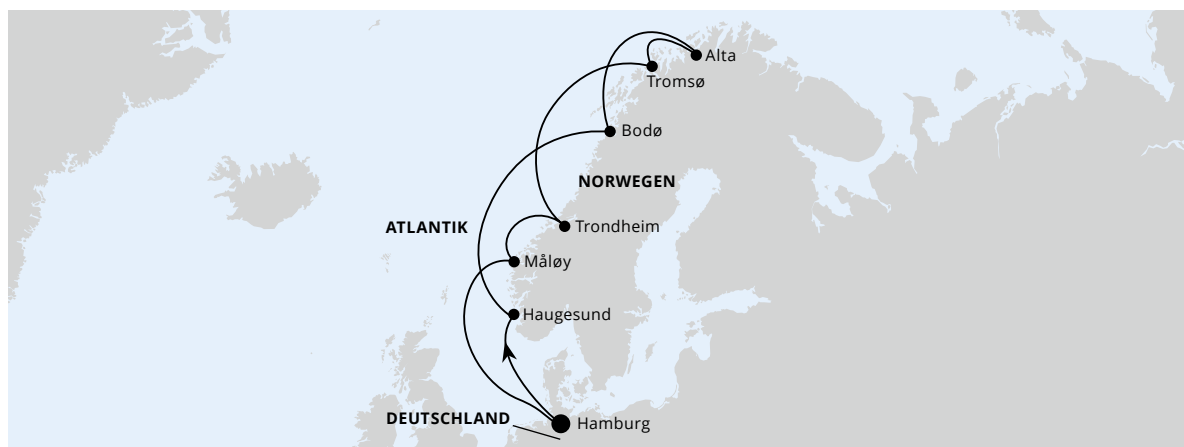 Alta
Tromsø
Bodø
NORWEGEN
ATLANTIK
Trondheim
Måløy
Haugesund
DEUTSCHLAND
Hamburg